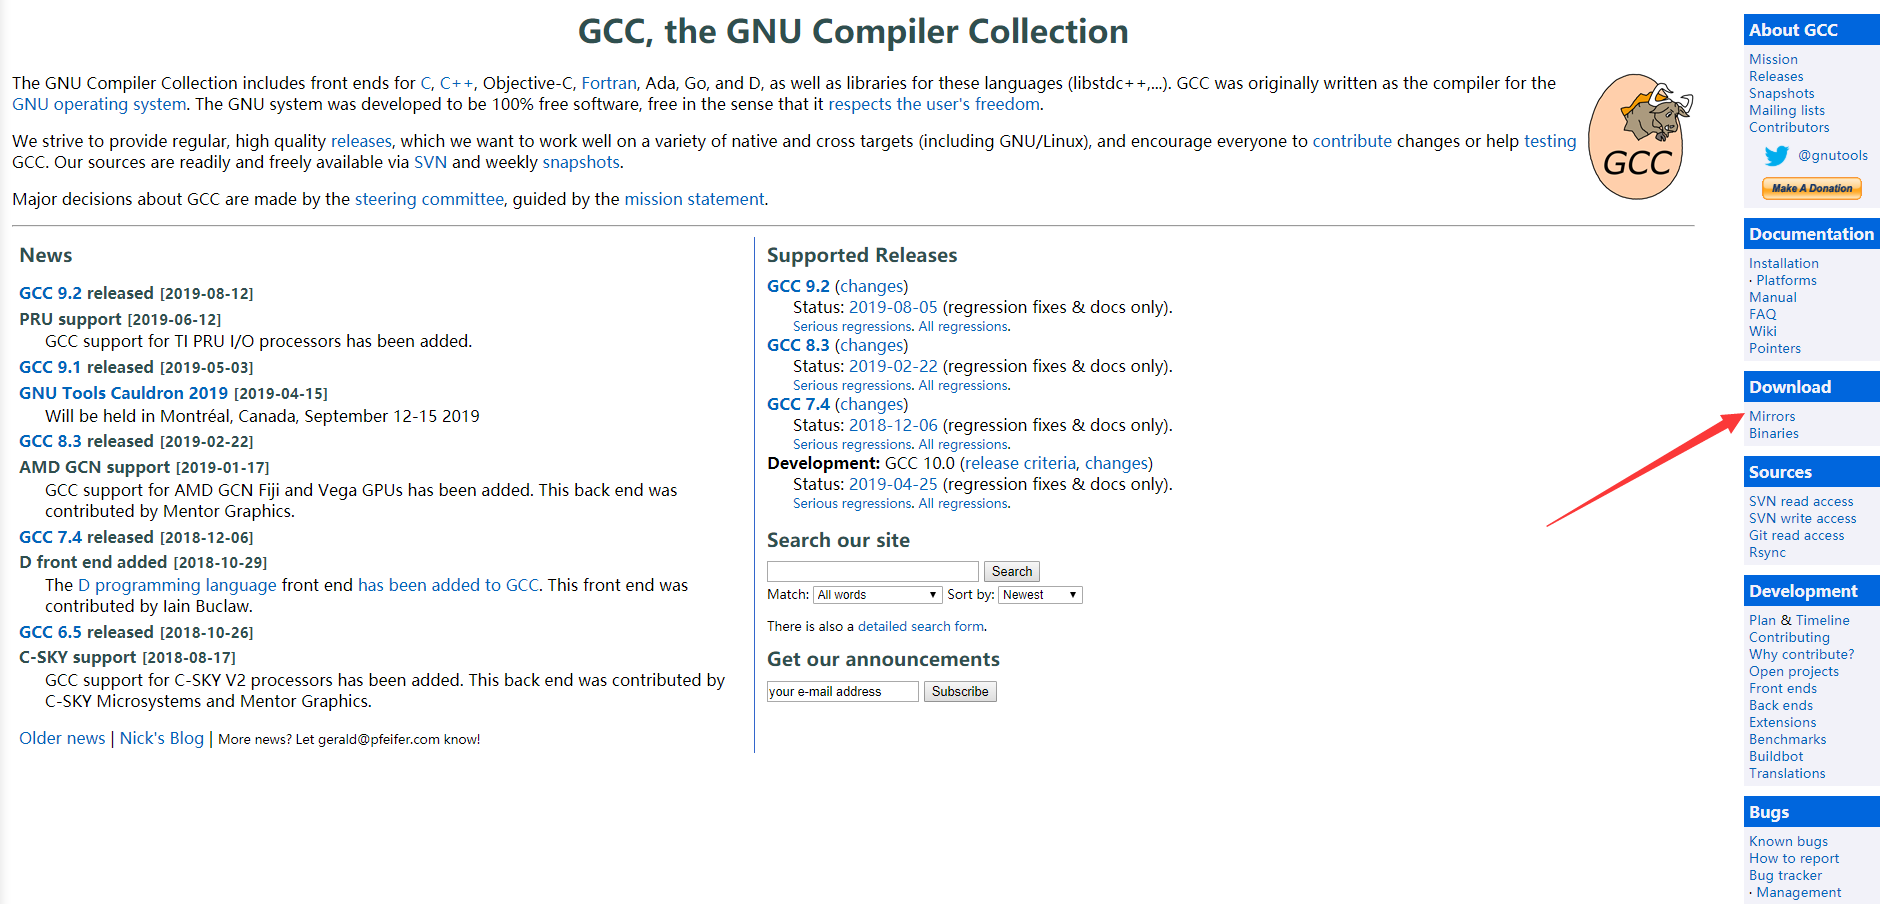 GCC, the GNU Compiler Collection
The GNU Compiler Collection includes front ends for C, C++, Objective-C, Fortran, Ada, Go, and D, as well as libraries for these languages (libstdc++,...). GCC was originally written as the compiler for the
GNU operating system. The GNU system was developed to be 100% free software, free in the sense that it respects the user's freedom.
We strive to provide regular, high quality releases, which we want to work well on a variety of native and cross targets (including GNU/Linux), and encourage everyone to contribute changes or help testing
GCC. Our sources are readily and freely available via SVN and weekly snapshots.
Major decisions about GCC are made by the steering committee, guided by the mission statement.
GCC
News
GCC 9.2 released [2019-08-12]
PRU support [2019-06-12]
GCC support for TI PRU I/O processors has been added.
GCC 9.1 released [2019-05-03]
GNU Tools Cauldron 2019 [2019-04-15]
Will be held in Montréal, Canada, September 12-15 2019
GCC 8.3 released [2019-02-22]
AMD GCN support [2019-01-17]
GCC support for AMD GCN Fiji and Vega GPUs has been added. This back end was
contributed by Mentor Graphics.
GCC 7.4 released [2018-12-06]
D front end added [2018-10-29]
The D programming language front end has been added to GCC. This front end was
contributed by Iain Buclaw.
GCC 6.5 released [2018-10-26]
C-SKY support [2018-08-17]
GCC support for C-SKY V2 processors has been added. This back end was contributed by
C-SKY Microsystems and Mentor Graphics.
Older news | Nick's Blog | More news? Let gerald@pfeifer.com know!
Supported Releases
GCC 9.2 (changes)
Status: 2019-08-05 (regression fixes & docs only).
Serious regressions. All regressions.
GCC 8.3 (changes)
Status: 2019-02-22 (regression fixes & docs only).
Serious regressions. All regressions.
GCC 7.4 (changes)
Status: 2018-12-06 (regression fixes & docs only).
Serious regressions. All regressions.
Development: GCC 10.0 (release criteria, changes)
Status: 2019-04-25 (regression fixes & docs only).
Serious regressions. All regressions.
Search our site
Search
Match: All words Sort by: Newest
There is also a detailed search form.
Get our announcements
your e-mail address Subscribe
About GCC
Mission
Releases
Snapshots
Mailing lists
Contributors
@gnutools
Make A Donation
Documentation
Installation
· Platforms
Manual
FAQ
Wiki
Pointers
Download
Mirrors
Binaries
Sources
SVN read access
SVN write access
Git read access
Rsync
Development
Plan & Timeline
Contributing
Why contribute?
Open projects
Front ends
Back ends
Extensions
Benchmarks
Buildbot
Translations
Bugs
Known bugs
How to report
Bug tracker
· Management